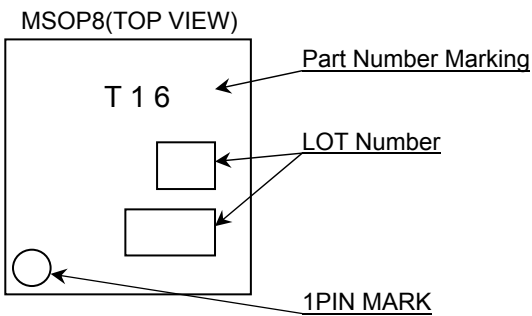 MSOP8(TOP VIEW)
Part Number Marking
T 1 6
LOT Number
1PIN MARK